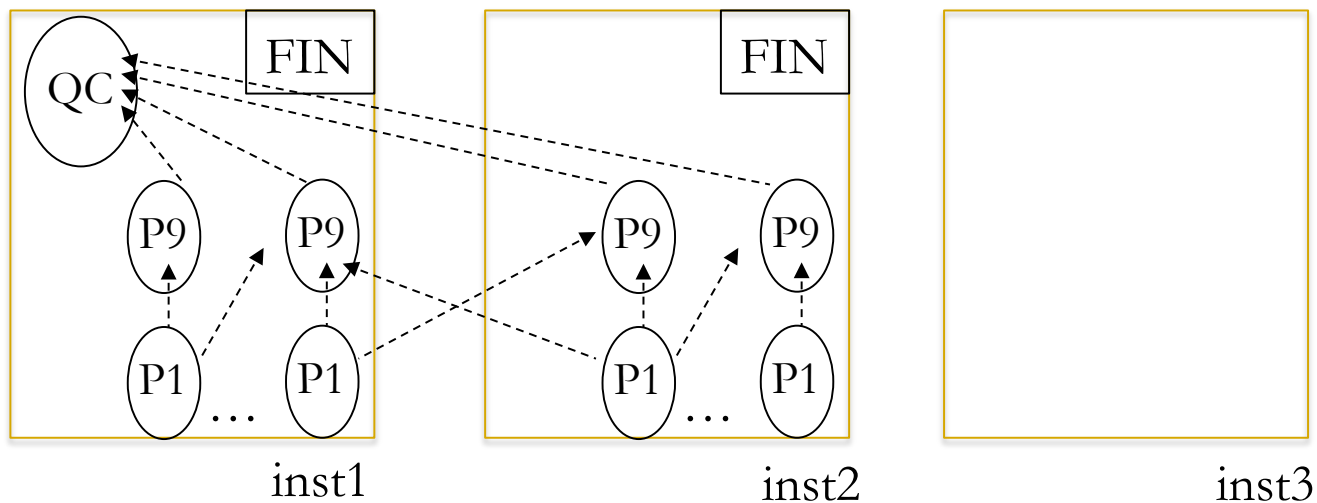 FIN FIN
QC
P9 P9 P9 P9
P1 P1 P1 P1
... ...
inst1 inst2 inst3